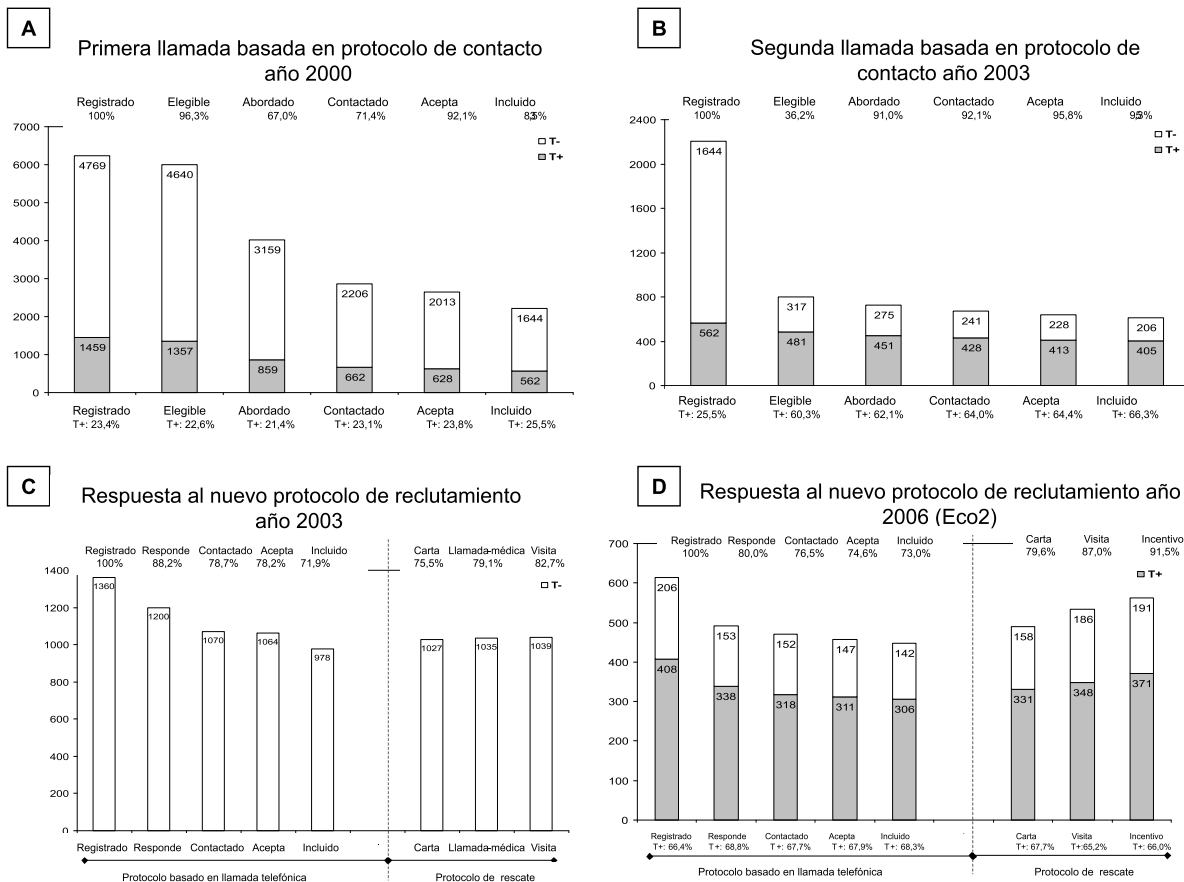 A
Primera llamada basada en protocolo de contacto
año 2000
Registrado Elegible Abordado Contactado Acepta Incluido
100% 96,3% 67,0% 71,4% 92,1%
7000
6000
5000
4000
3000
2000
1000
0
T-
T+
4769 4640 3159 2206 2013 1644
1459 1357 859 662 628 562
Registrado Elegible Abordado Contactado Acepta Incluido
T+: 23,4% T+: 22,6% T+: 21,4% T+: 23,1% T+: 23,8% T+: 25,5%
B
Segunda llamada basada en protocolo de
contacto año 2003
Registrado Elegible Abordado Contactado Acepta Incluido
100% 36,2% 91,0% 92,1% 95,8%
2400
2000
1600
1200
800
400
0
T-
T+
1644 317 275 241 228 206
562 481 451 428 413 405
Registrado Elegible Abordado Contactado Acepta Incluido
T+: 25,5% T+: 60,3% T+: 62,1% T+: 64,0% T+: 64,4% T+: 66,3%
C
Respuesta al nuevo protocolo de reclutamiento
año 2003
Registrado Responde Contactado Acepta Incluido Carta Llamada-médica Visita
100% 88,2% 78,7% 78,2% 71,9% 75,5% 79,1% 82,7%
1400
1200
1000
800
600
400
200
0
T-
1360 1200 1070 1064 978 1027 1035 1039
Registrado Responde Contactado Acepta Incluido Carta Llamada-médica Visita
Protocolo basado en llamada telefónica Protocolo de rescate
D
Respuesta al nuevo protocolo de reclutamiento año
2006 (Eco2)
Registrado Responde Contactado Acepta Incluido Carta Visita Incentivo
100% 80,0% 76,5% 74,6% 73,0% 79,6% 87,0% 91,5%
700
600
500
400
300
200
100
0
T+
206 153 152 147 142 158 186 191
408 338 318 311 306 331 348 371
Registrado Responde Contactado Acepta Incluido Carta Visita Incentivo
T+: 66,4% T+: 68,8% T+: 67,7% T+: 67,9% T+: 68,3% T+: 67,7% T+:65,2% T+: 66,0%
Protocolo basado en llamada telefónica Protocolo de rescate